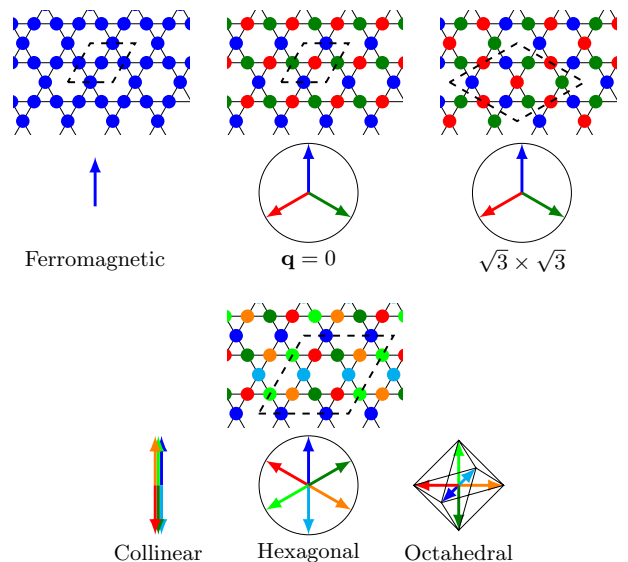 Ferromagnetic
q = 0
√3 × √3
Collinear
Hexagonal
Octahedral